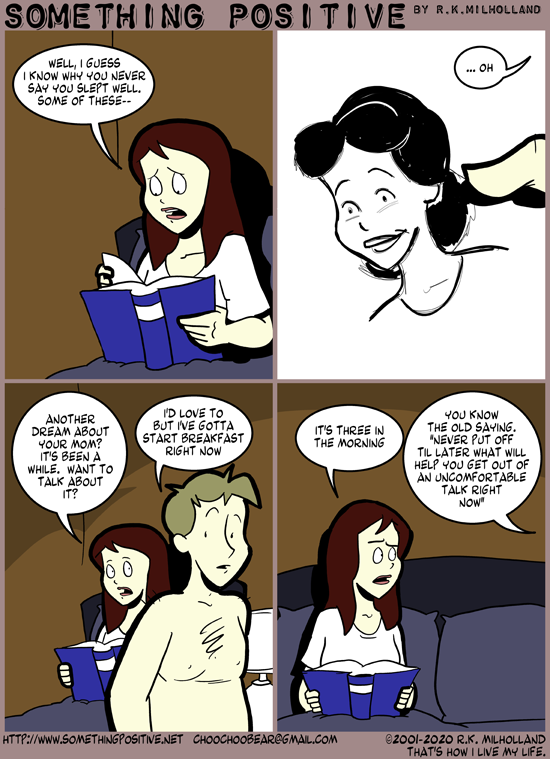 SOMETHING POSITIVE BY R.K.MILHOLLAND
WELL, I GUESS
I KNOW WHY YOU NEVER
SAY YOU SLEPT WELL.
SOME OF THESE--
... OH
ANOTHER
DREAM ABOUT
YOUR MOM?
IT'S BEEN A
WHILE. WANT TO
TALK ABOUT
IT?
I'D LOVE TO
BUT I'VE GOTTA
START BREAKFAST
RIGHT NOW
IT'S THREE IN
THE MORNING
YOU KNOW
THE OLD SAYING.
"NEVER PUT OFF
TIL LATER WHAT WILL
HELP YOU GET OUT OF
AN UNCOMFORTABLE
TALK RIGHT
NOW"
HTTP://WWW.SOMETHINGPOSITIVE.NET CHOOCHOOBEAR@GMAIL.COM
©2001-2020 R.K. MILHOLLAND
THAT'S HOW I LIVE MY LIFE.